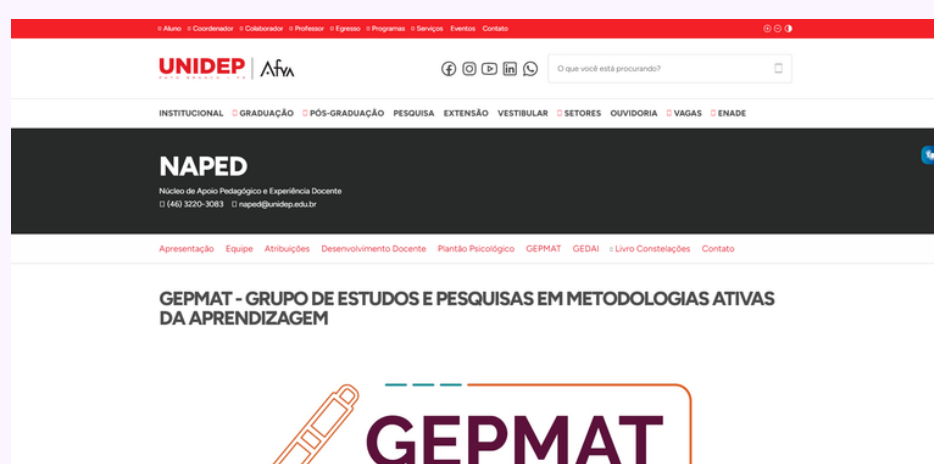 Aluno Coordenador Colaborador Professor Egresso Programas Serviços Eventos Contato
UNIDEP Afya
PATO BRANCO - PR
O que você está procurando?
INSTITUCIONAL GRADUAÇÃO PÓS-GRADUAÇÃO PESQUISA EXTENSÃO VESTIBULAR SETORES OUVIDORIA VAGAS ENADE
NAPED
Núcleo de Apoio Pedagógico e Experiência Docente
(46) 3220-3083 naped@unidep.edu.br
Apresentação Equipe Atribuições Desenvolvimento Docente Plantão Psicológico GEPMAT GEDAI Livro Constelações Contato
GEPMAT - GRUPO DE ESTUDOS E PESQUISAS EM METODOLOGIAS ATIVAS
DA APRENDIZAGEM
GEPMAT